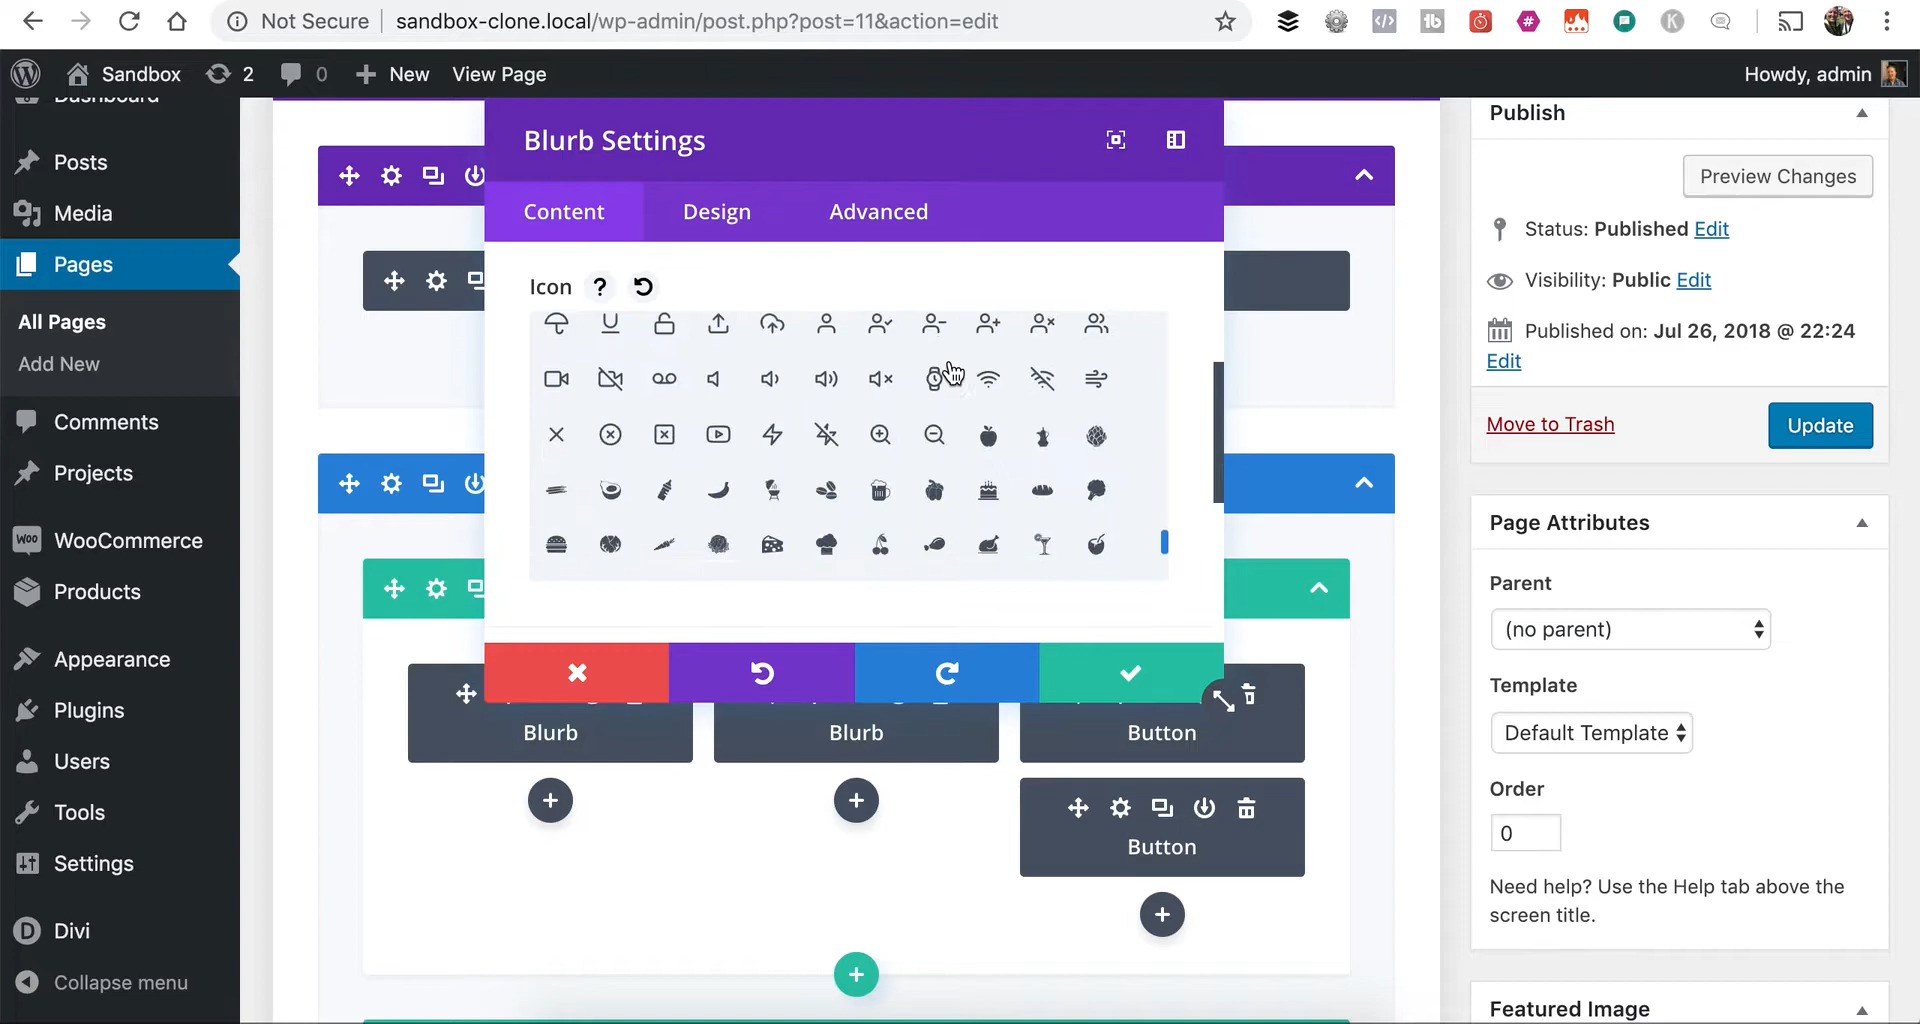 Not Secure
sandbox-clone.local/wp-admin/post.php?post=11&action=edit
Sandbox
2
0
New
View Page
Howdy, admin
Dashboard
Posts
Media
Pages
All Pages
Add New
Comments
Projects
WooCommerce
Products
Appearance
Plugins
Users
Tools
Settings
Divi
Collapse menu
Blurb Settings
Content
Design
Advanced
Icon
Blurb
Blurb
Button
Button
Publish
Preview Changes
Status: Published Edit
Visibility: Public Edit
Published on: Jul 26, 2018 @ 22:24
Edit
Move to Trash
Update
Page Attributes
Parent
(no parent)
Template
Default Template
Order
0
Need help? Use the Help tab above the
screen title.
Featured Image